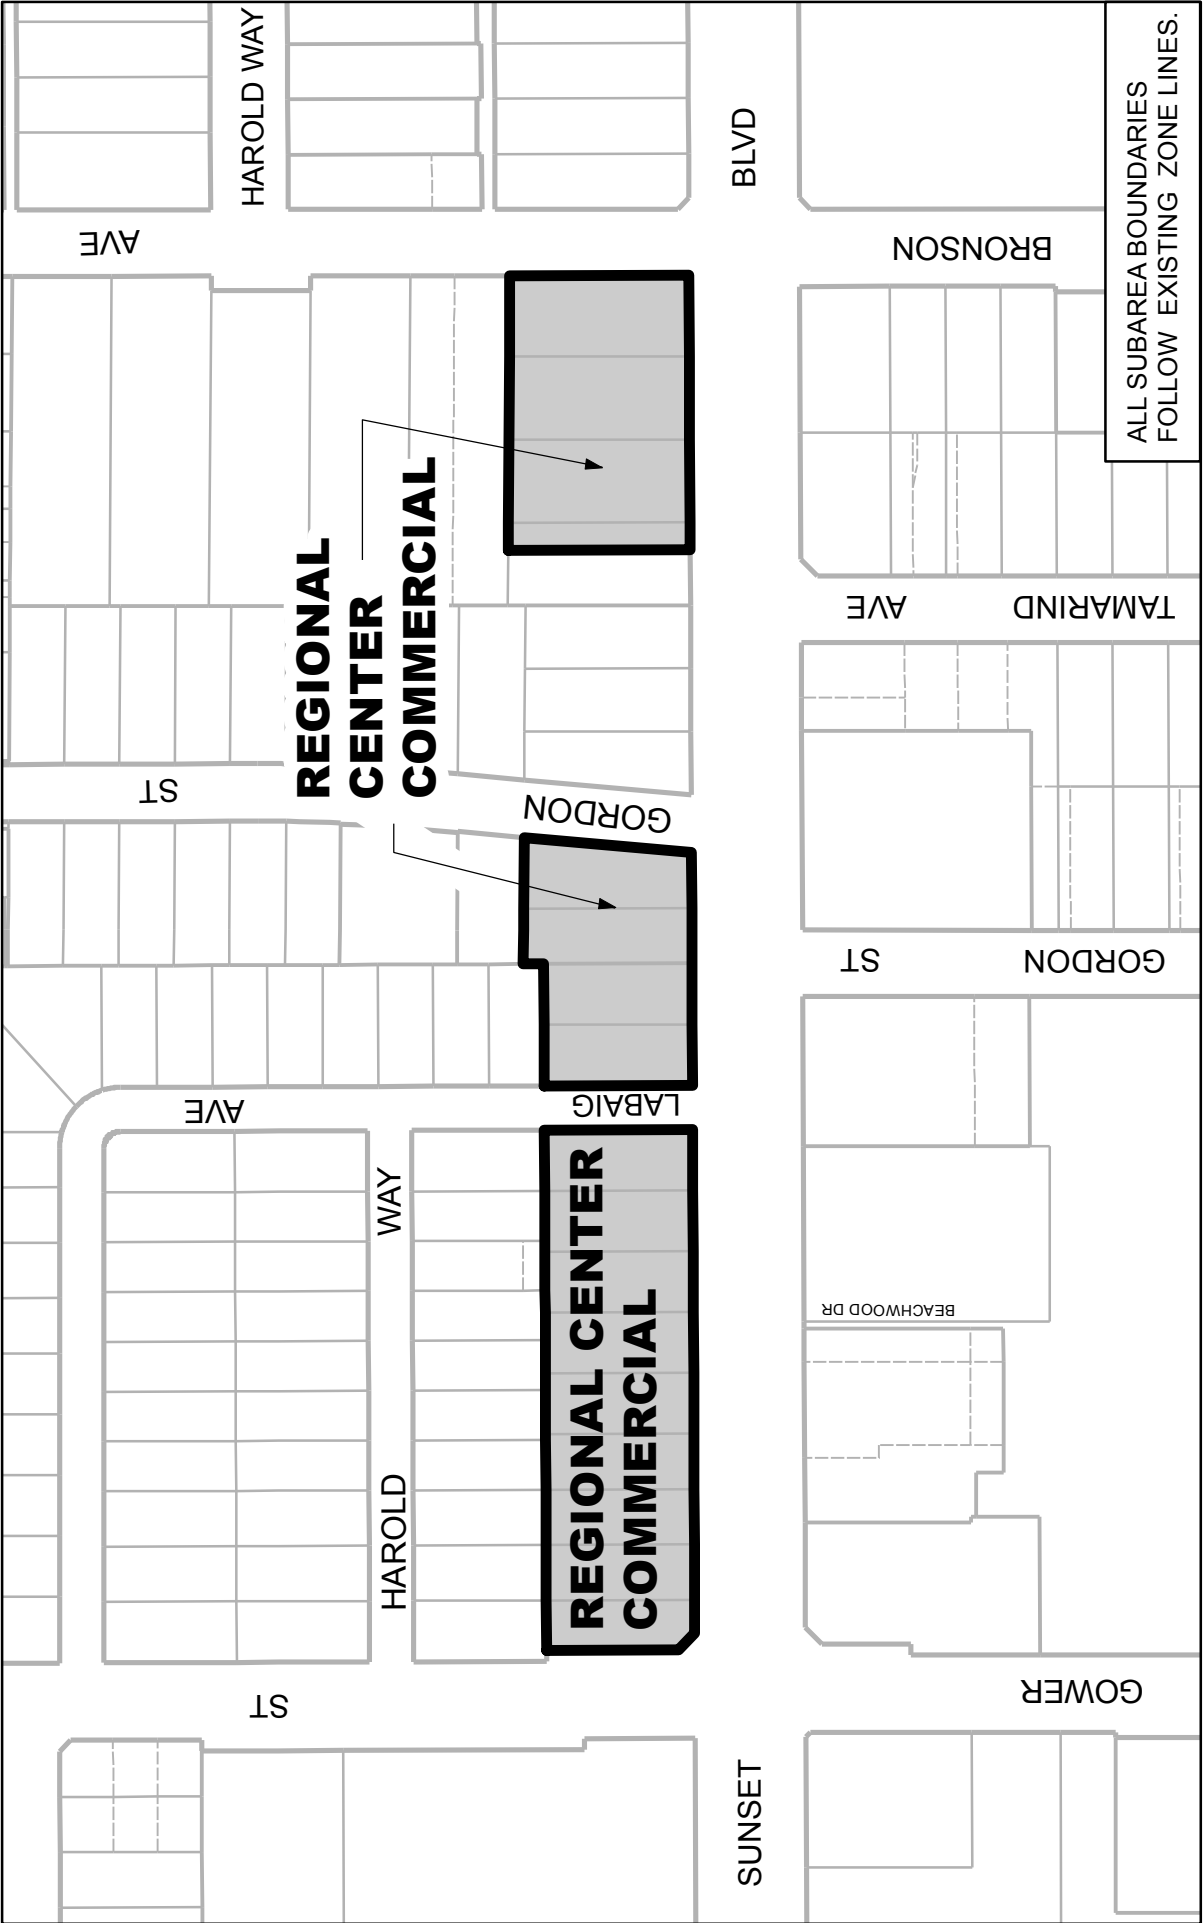 HAROLD WAY
BLVD
ALL SUBAREA BOUNDARIES
FOLLOW EXISTING ZONE LINES.
AVE
BRONSON
REGIONAL
CENTER
COMMERCIAL
AVE
TAMARIND
ST
GORDON
ST
GORDON
AVE
LABAIG
WAY
HAROLD
REGIONAL CENTER
COMMERCIAL
BEACHWOOD DR
ST
GOWER
SUNSET